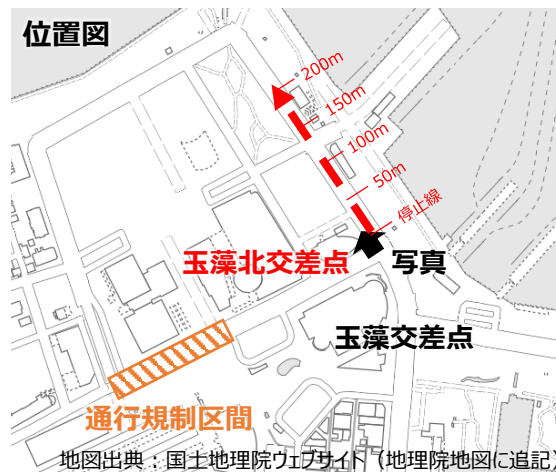 位置図
200m
150m
100m
50m
停止線
玉藻北交差点
写真
玉藻交差点
通行規制区間
地図出典：国土地理院ウェブサイト（地理院地図に追記）